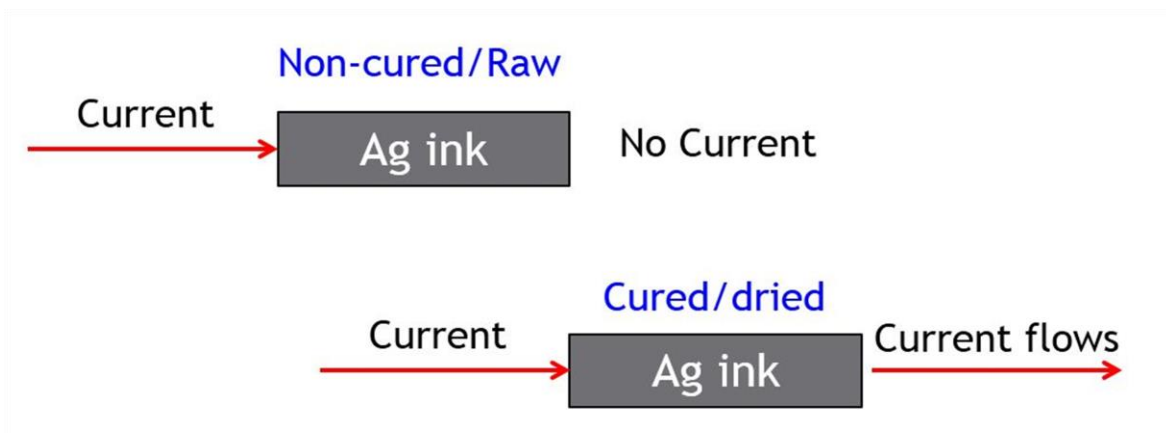 Non-cured/Raw
Current
Ag ink
No Current
Cured/dried
Current
Ag ink
Current flows